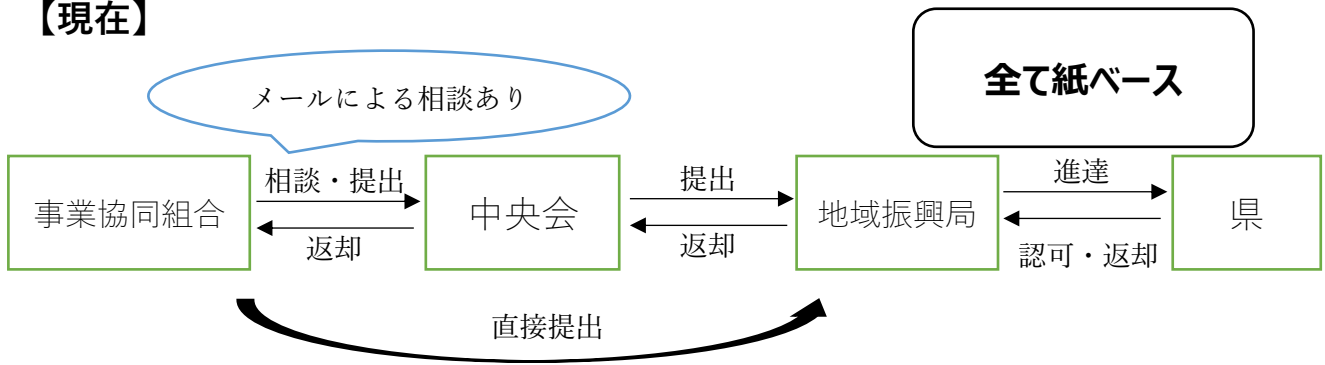 【現在】
全て紙ベース
メールによる相談あり
事業協同組合
相談・提出
返却
中央会
提出
返却
地域振興局
進達
認可・返却
県
直接提出